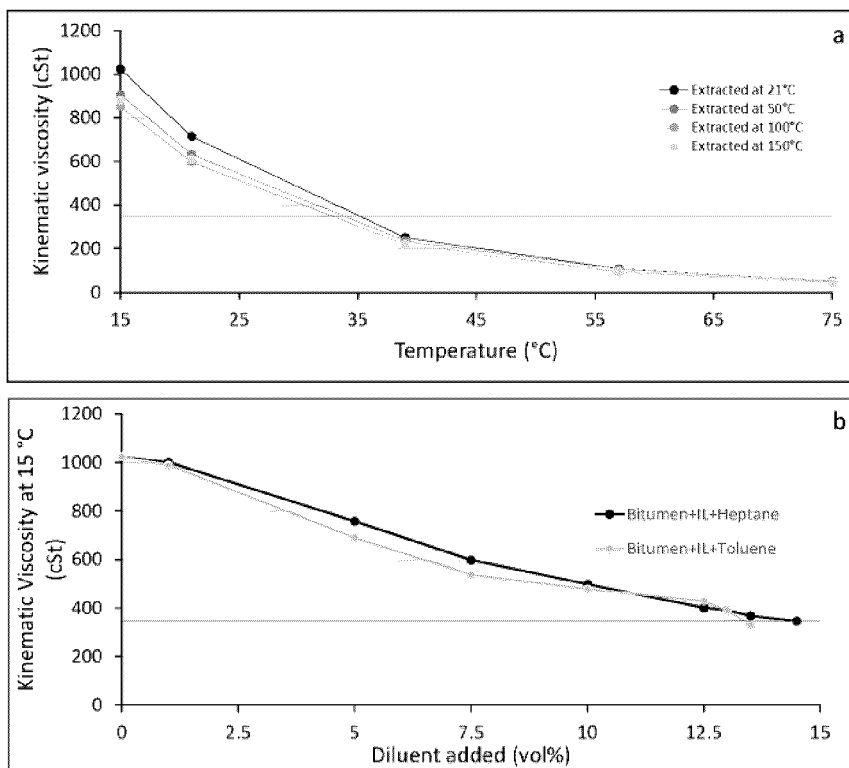 a
1200
1000
800
600
400
200
0
Kinematic viscosity (cSt)
Extracted at 21°C
Extracted at 50°C
Extracted at 100°C
Extracted at 150°C
15
25
35
45
55
65
75
Temperature (°C)
b
1200
1000
800
600
400
200
0
Kinematic Viscosity at 15 °C
(cSt)
Bitumen+IL+Heptane
Bitumen+IL+Toluene
0
2.5
5
7.5
10
12.5
15
Diluent added (vol%)